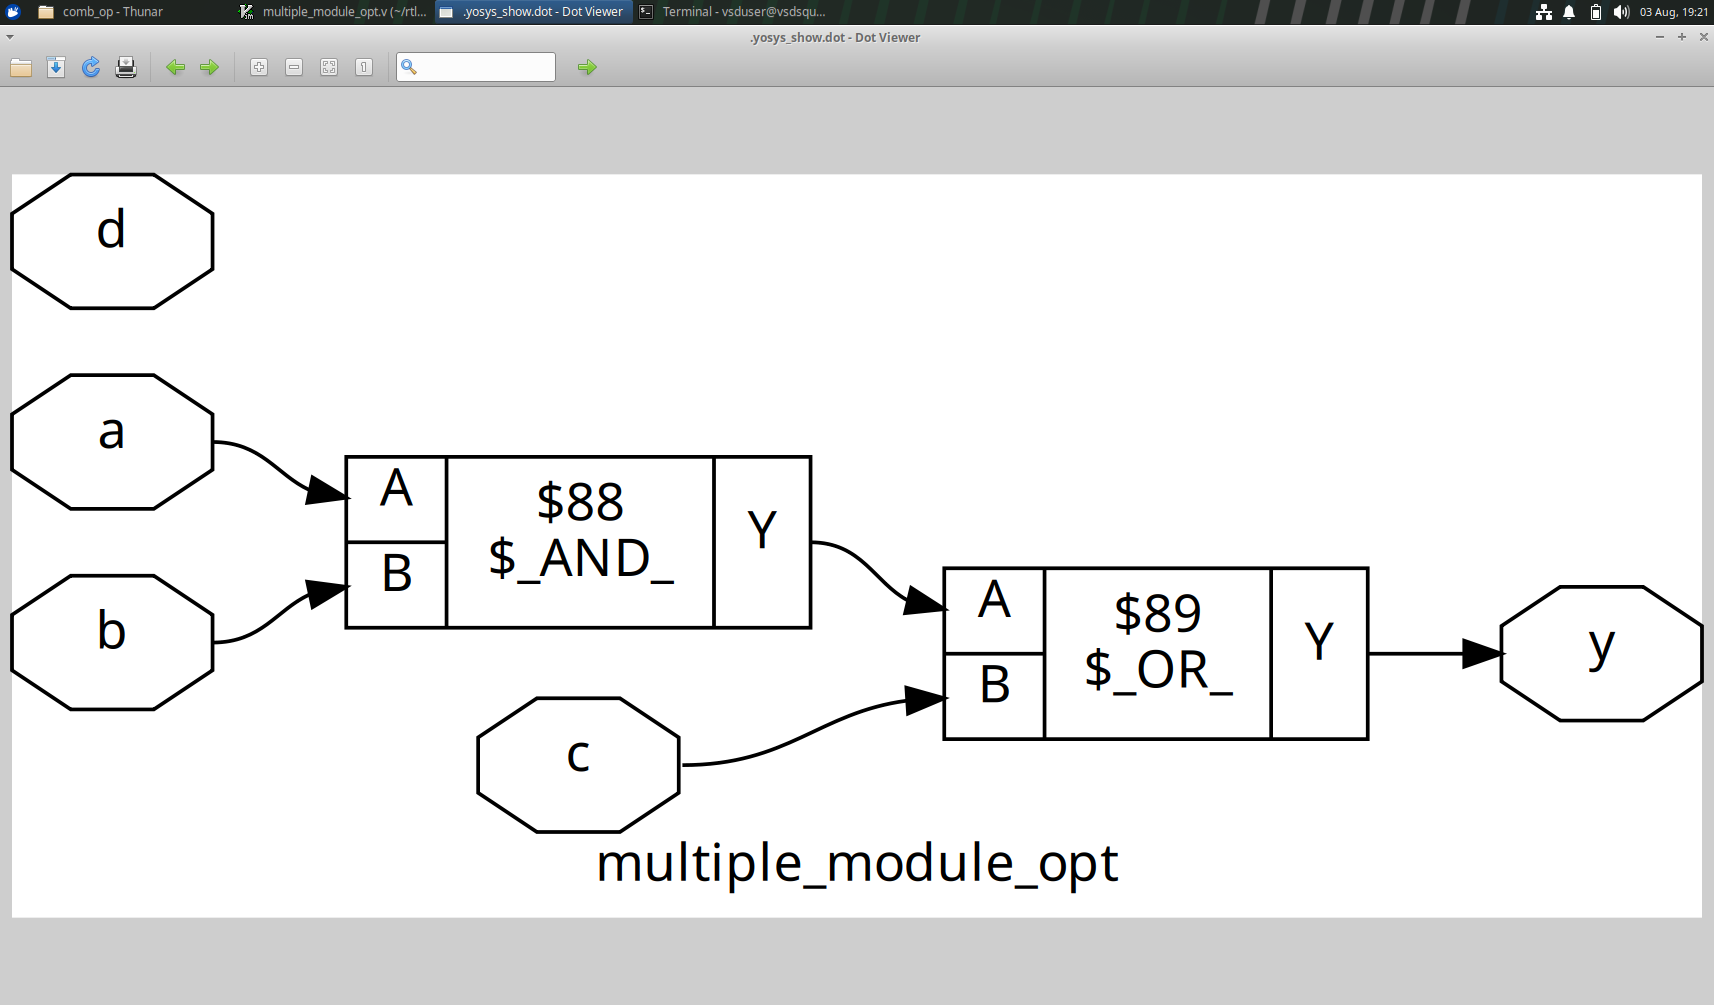 comb_op - Thunar
multiple_module_opt.v (~/rtl...
.yosys_show.dot - Dot Viewer
Terminal - vsduser@vsdsqu...
03 Aug, 19:21
.yosys_show.dot - Dot Viewer
1
d
a
b
A
B
$88
$_AND_
Y
c
A
B
$89
$_OR_
Y
y
multiple_module_opt